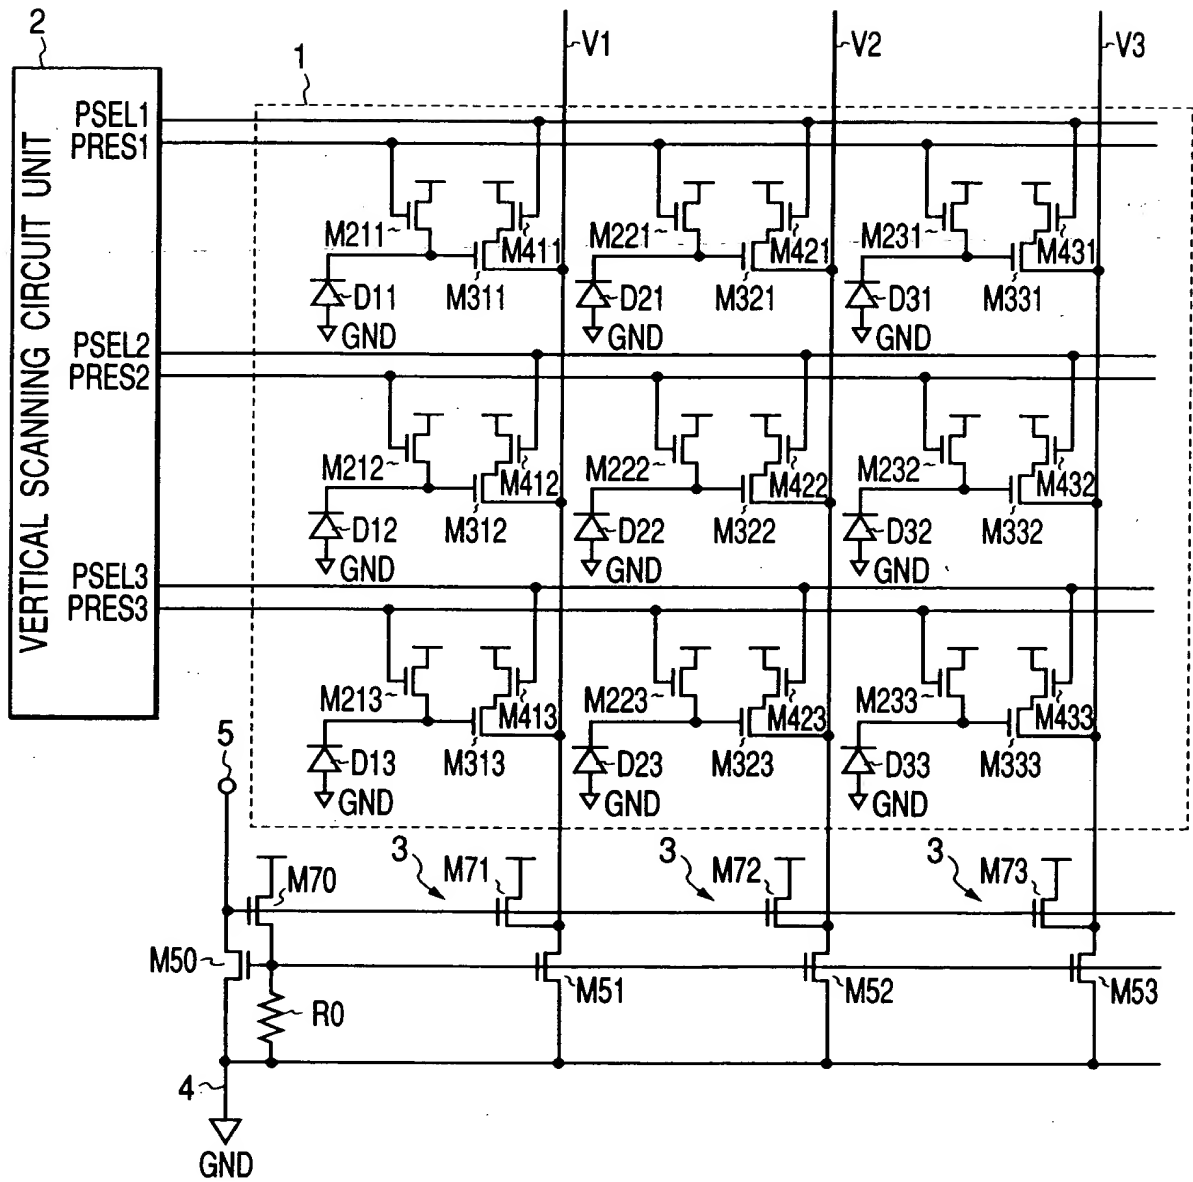 2
1
V1
V2
V3
VERTICAL SCANNING CIRCUIT UNIT
PSEL1
PRES1
M211
M411
M221
M421
M231
M431
D11
M311
D21
M321
D31
M331
GND
GND
GND
PSEL2
PRES2
M212
M412
M222
M422
M232
M432
D12
M312
D22
M322
D32
M332
GND
GND
GND
PSEL3
PRES3
M213
M413
M223
M423
M233
M433
5
D13
M313
D23
M323
D33
M333
GND
GND
GND
M70
3
M71
3
M72
3
M73
M50
R0
M51
M52
M53
4
GND